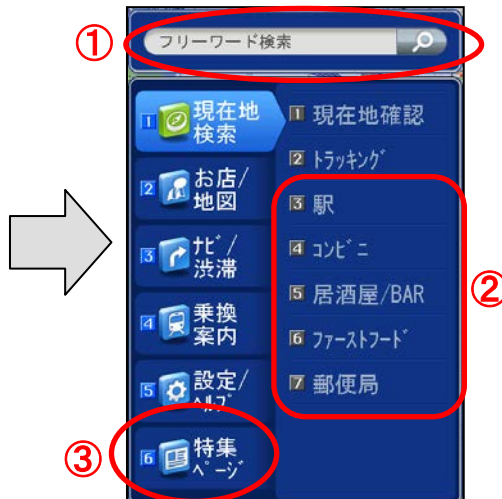 ①
フリーワード検索
1 現在地
検索
2 お店/
地図
3 ナビ/
渋滞
4 乗換
案内
5 設定/
ヘルプ
③
6 特集
ページ
1 現在地確認
2 トラッキング
3 駅
4 コンビニ
5 居酒屋/BAR
6 ファーストフード
7 郵便局
②